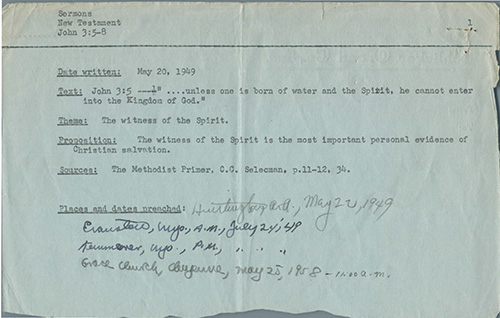 Sermons
New Testament
John 3:5-8
1
Date written: May 20, 1949
Text: John 3:5 "....unless one is born of water and the Spirit, he cannot enter
into the Kingdom of God."
Theme: The witness of the Spirit.
Proposition: The witness of the Spirit is the most important personal evidence of
Christian salvation.
Sources: The Methodist Primer, C.C. Selecman, p.11-12, 34.
Places and dates preached: May 22, 1949
Evanston, Wyo., A.M., July 24, '49
Kemmerer, Wyo., P.M., " " "
Grace Church, Cheyenne, May 25, 1958 - 11:00 a.m.